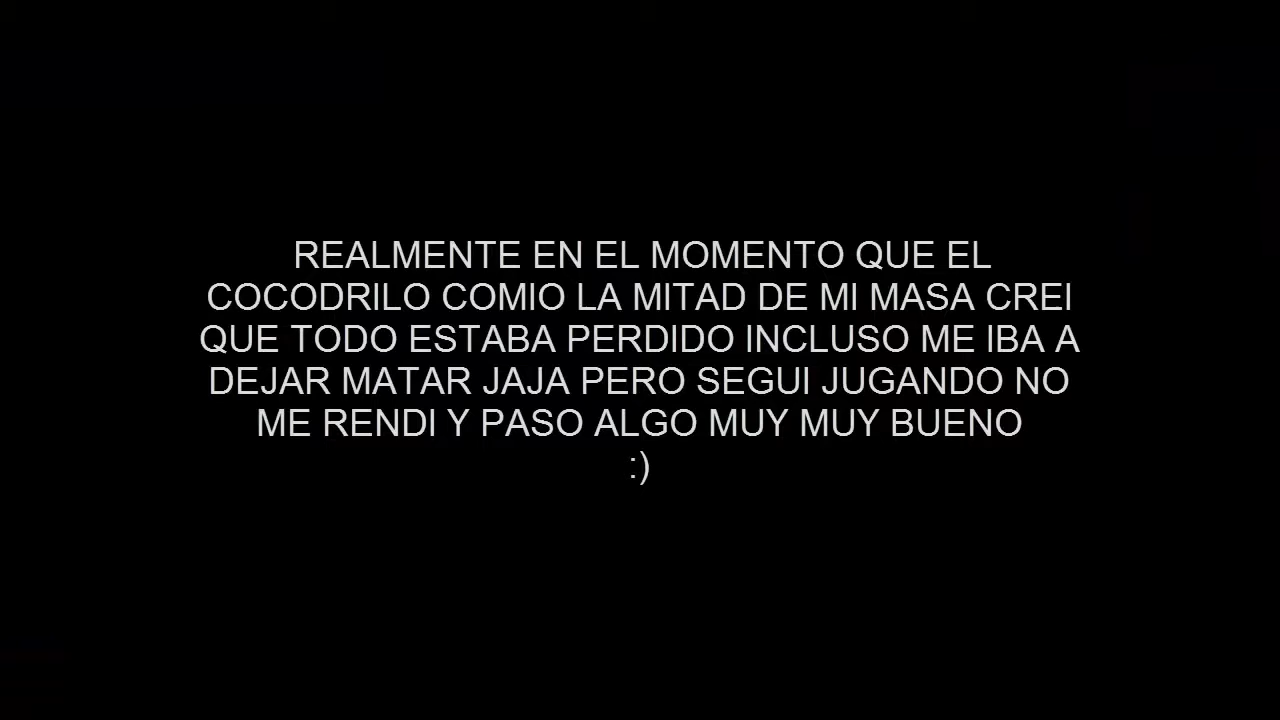 REALMENTE EN EL MOMENTO QUE EL
COCODRILO COMIO LA MITAD DE MI MASA CREI
QUE TODO ESTABA PERDIDO INCLUSO ME IBA A
DEJAR MATAR JAJA PERO SEGUI JUGANDO NO
ME RENDI Y PASO ALGO MUY MUY BUENO
:)